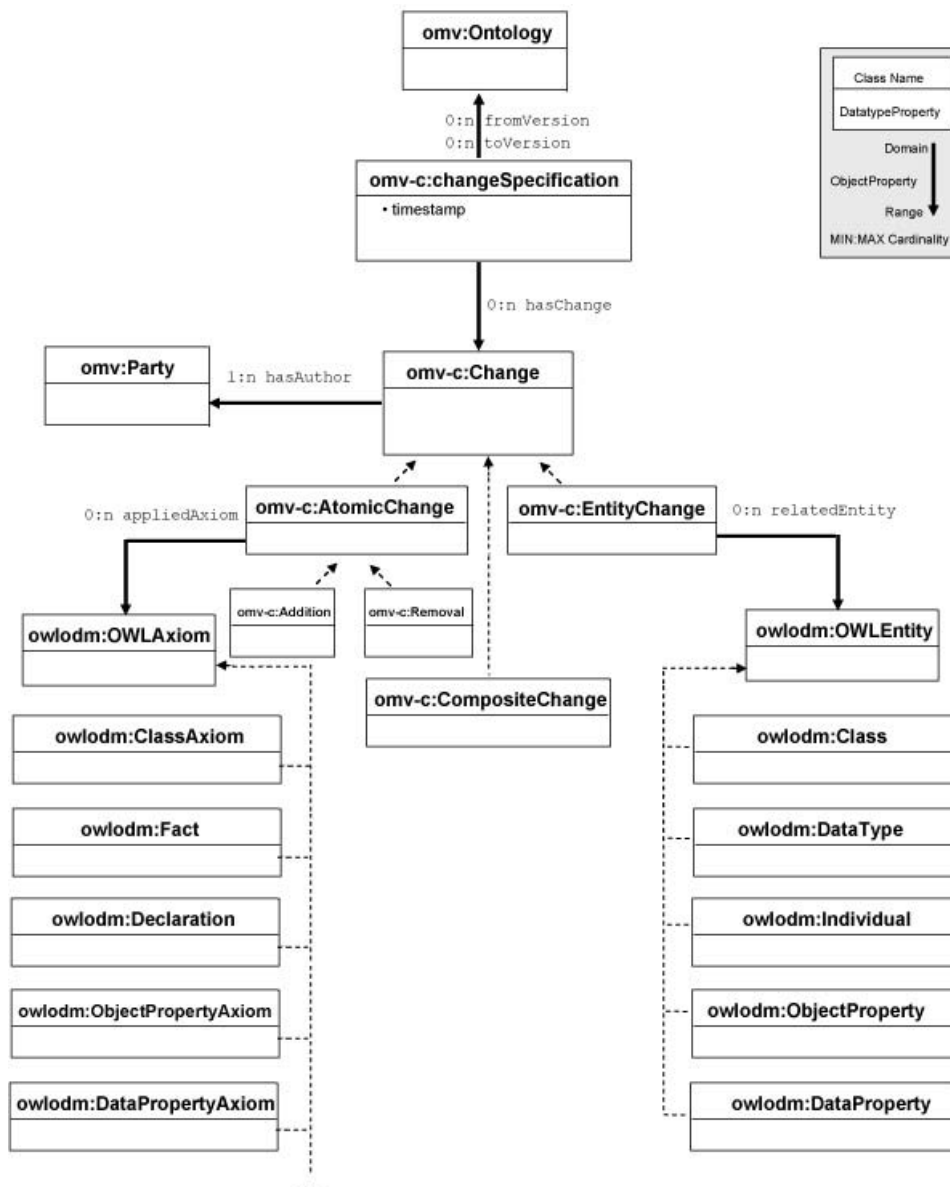 omv:Ontology
Class Name
DatatypeProperty
Domain
ObjectProperty
Range
MIN:MAX Cardinality
0:n fromVersion
0:n toVersion
omv-c:changeSpecification
• timestamp
0:n hasChange
omv:Party
1:n hasAuthor
omv-c:Change
0:n appliedAxiom
omv-c:AtomicChange
omv-c:EntityChange
0:n relatedEntity
omv-c:Addition
omv-c:Removal
owlodm:OWLAxiom
owlodm:OWLEntity
omv-c:CompositeChange
owlodm:ClassAxiom
owlodm:Class
owlodm:Fact
owlodm:DataType
owlodm:Declaration
owlodm:Individual
owlodm:ObjectPropertyAxiom
owlodm:ObjectProperty
owlodm:DataPropertyAxiom
owlodm:DataProperty